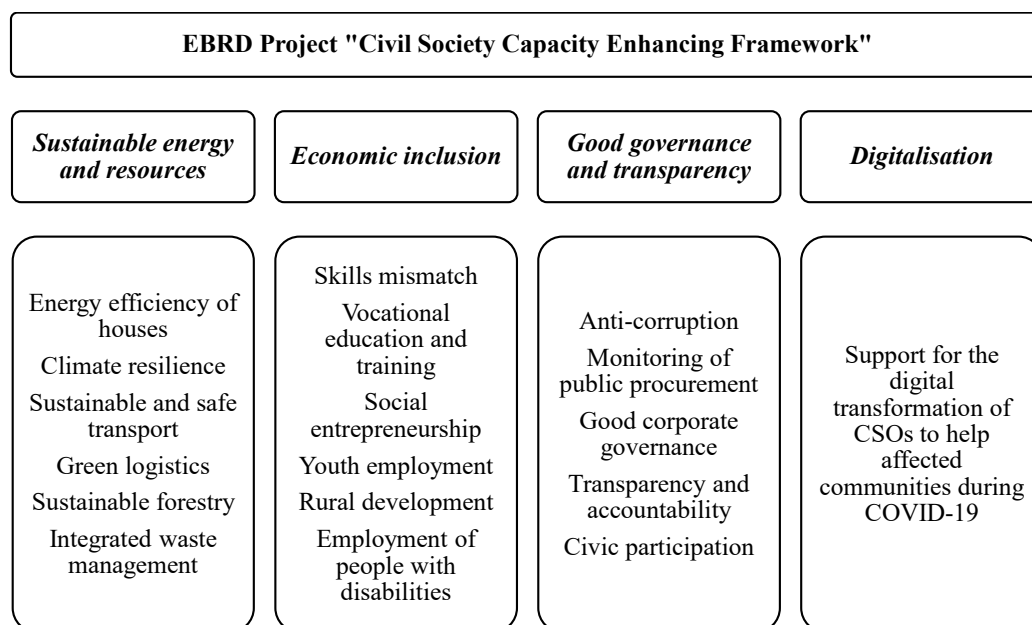 EBRD Project "Civil Society Capacity Enhancing Framework"
Sustainable energy
and resources
Economic inclusion
Good governance
and transparency
Digitalisation
Energy efficiency of
houses
Climate resilience
Sustainable and safe
transport
Green logistics
Sustainable forestry
Integrated waste
management
Skills mismatch
Vocational
education and
training
Social
entrepreneurship
Youth employment
Rural development
Employment of
people with
disabilities
Anti-corruption
Monitoring of
public procurement
Good corporate
governance
Transparency and
accountability
Civic participation
Support for the
digital
transformation of
CSOs to help
affected
communities during
COVID-19